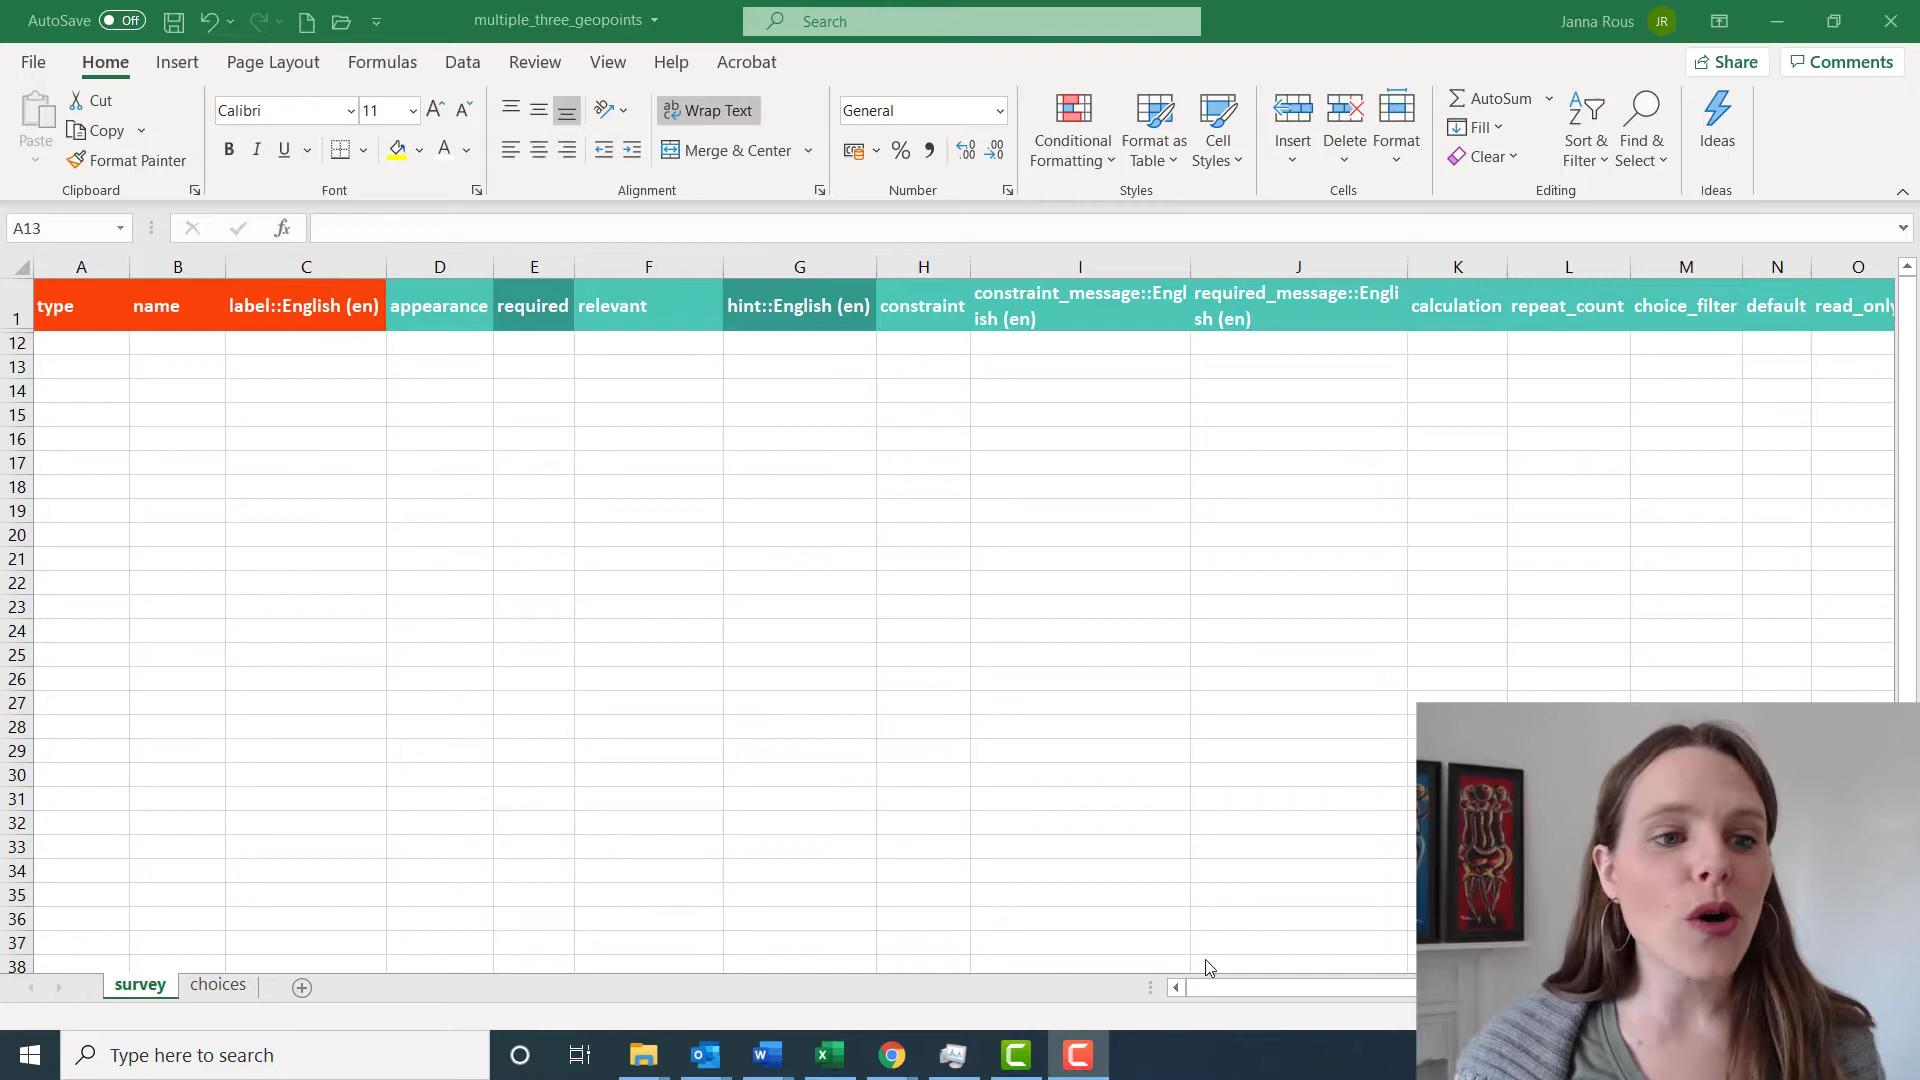 AutoSave Off multiple_three_geopoints Search Janna Rous JR
File Home Insert Page Layout Formulas Data Review View Help Acrobat Share Comments
Paste
Cut
Copy
Format Painter
Clipboard
Calibri 11
B I U A
Font
Wrap Text
Merge & Center
Alignment
General
Number
Conditional Formatting
Format as Table
Cell Styles
Styles
Insert
Delete
Format
Cells
AutoSum
Fill
Clear
Sort & Filter
Find & Select
Editing
Ideas
Ideas
A13 fx
A B C D E F G H I J K L M N O
1 type name label::English (en) appearance required relevant hint::English (en) constraint constraint_message::Engl
ish (en) required_message::Engli
sh (en) calculation repeat_count choice_filter default read_only
12
13
14
15
16
17
18
19
20
21
22
23
24
25
26
27
28
29
30
31
32
33
34
35
36
37
38
survey choices
Type here to search